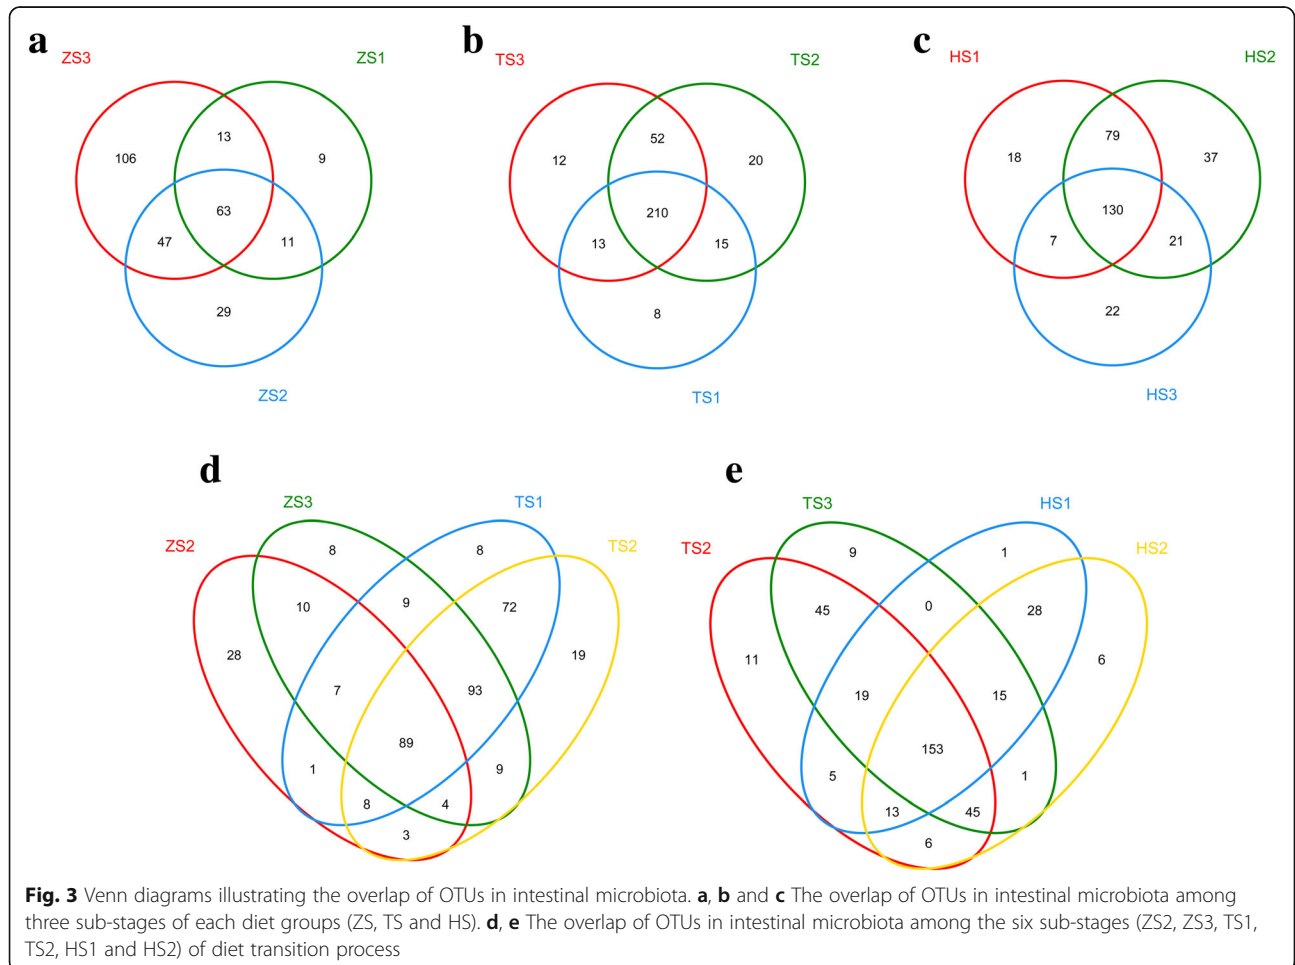 a
ZS3
ZS1
13
106
9
63
47
11
29
ZS2
b
TS3
TS2
52
12
20
210
13
15
8
TS1
c
HS1
HS2
79
18
37
130
7
21
22
HS3
d
ZS3
TS1
ZS2
TS2
8
8
10
9
72
28
19
7
93
89
1
9
8
4
3
e
TS3
HS1
TS2
HS2
9
1
45
0
28
11
6
19
15
153
5
1
13
45
6
Fig. 3 Venn diagrams illustrating the overlap of OTUs in intestinal microbiota. a, b and c The overlap of OTUs in intestinal microbiota among
three sub-stages of each diet groups (ZS, TS and HS). d, e The overlap of OTUs in intestinal microbiota among the six sub-stages (ZS2, ZS3, TS1,
TS2, HS1 and HS2) of diet transition process